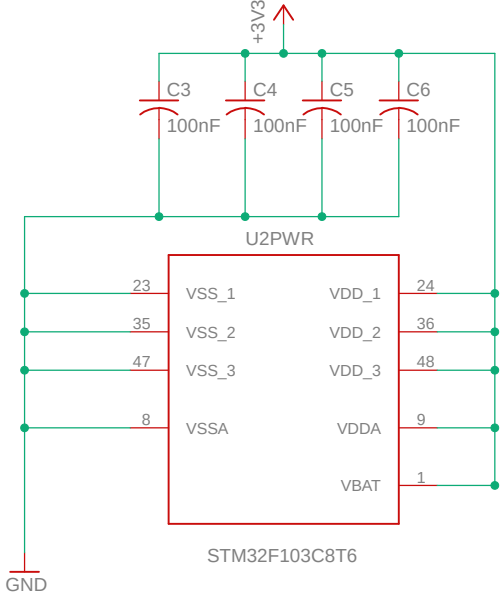 +3V3
C3 C4 C5 C6
100nF 100nF 100nF 100nF
U2PWR
23 VSS_1 VDD_1 24
35 VSS_2 VDD_2 36
47 VSS_3 VDD_3 48
8 VSSA VDDA 9
VBAT 1
STM32F103C8T6
GND